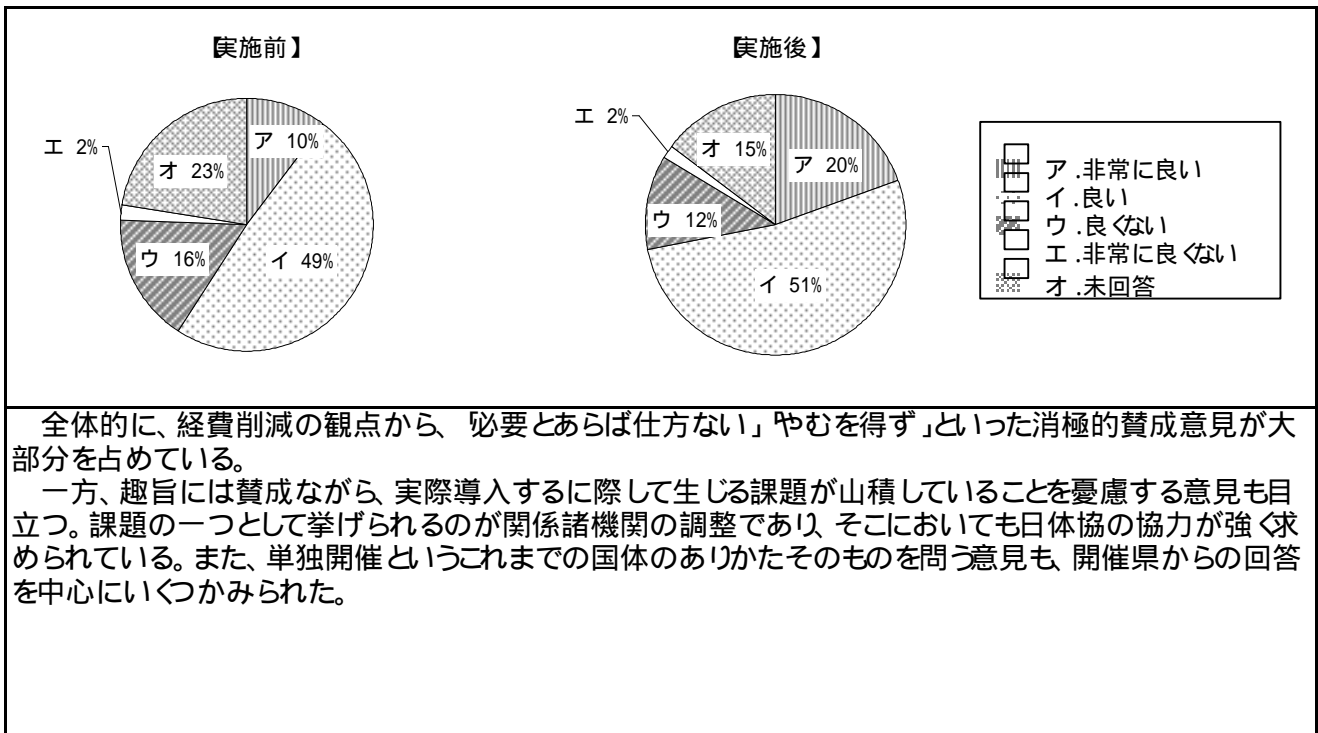 【実施前】
【実施後】
ア 10%
イ 49%
ウ 16%
エ 2%
オ 23%
ア 20%
イ 51%
ウ 12%
エ 2%
オ 15%
ア.非常に良い
イ.良い
ウ.良くない
エ.非常に良くない
オ.未回答
全体的に、経費削減の観点から、「必要とあらば仕方ない」「やむを得ず」といった消極的賛成意見が大
部分を占めている。
一方、趣旨には賛成ながら、実際導入するに際して生じる課題が山積していることを憂慮する意見も目
立つ。課題の一つとして挙げられるのが関係諸機関の調整であり、そこにおいても日体協の協力が強く求
められている。また、単独開催というこれまでの国体のありかたそのものを問う意見も、開催県からの回答
を中心にいくつかみられた。